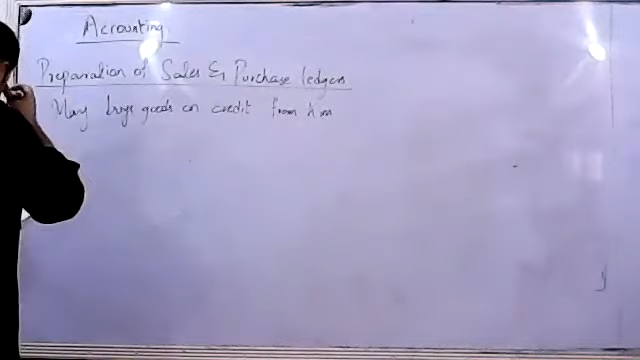 Accounting
Preparation of Sales & Purchase ledgers
May buys goods on credit from him